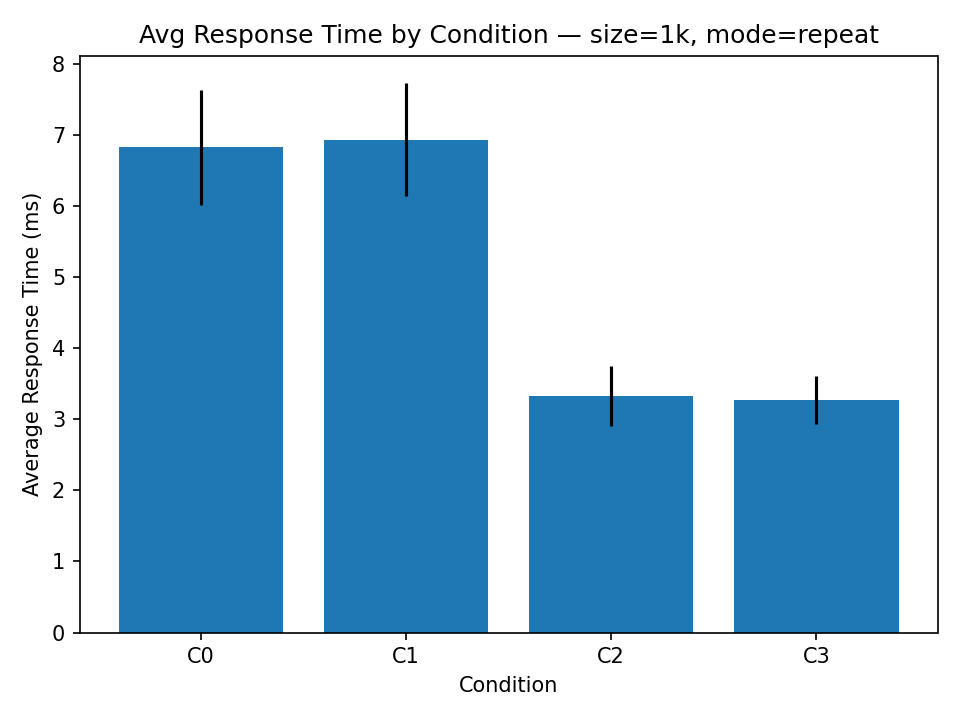 Avg Response Time by Condition — size=1k, mode=repeat
Average Response Time (ms)
8
7
6
5
4
3
2
1
0
C0 C1 C2 C3
Condition